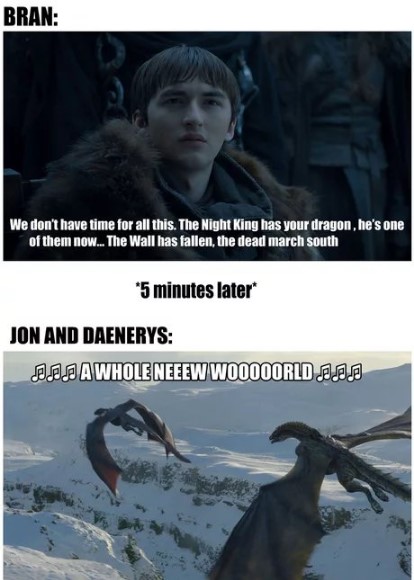 BRAN:
We don't have time for all this. The Night King has your dragon , he's one
of them now... The Wall has fallen, the dead march south
*5 minutes later*
JON AND DAENERYS:
♫♫♫ A WHOLE NEEEW WOOOOORLD ♫♫♫